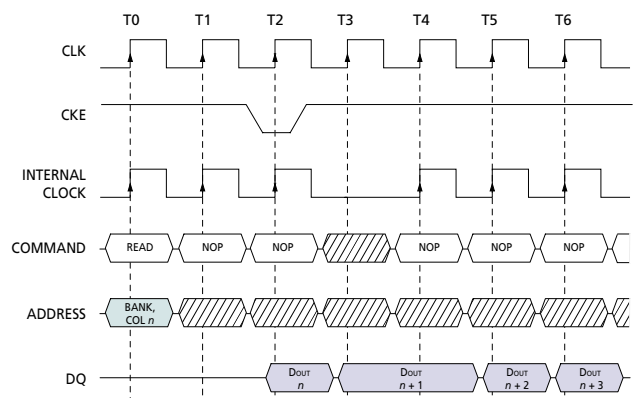 T0 T1 T2 T3 T4 T5 T6
CLK
CKE
INTERNAL
CLOCK
COMMAND READ NOP NOP NOP NOP NOP
ADDRESS BANK,
COL n
DQ DOUT DOUT DOUT DOUT
n n + 1 n + 2 n + 3